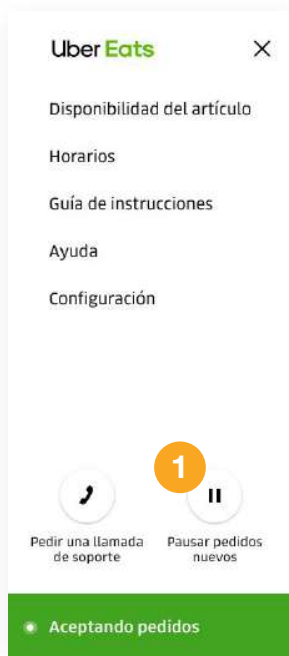 Uber Eats
Disponibilidad del artículo
Horarios
Guía de instrucciones
Ayuda
Configuración
1
Pedir una llamada
de soporte
Pausar pedidos
nuevos
Aceptando pedidos